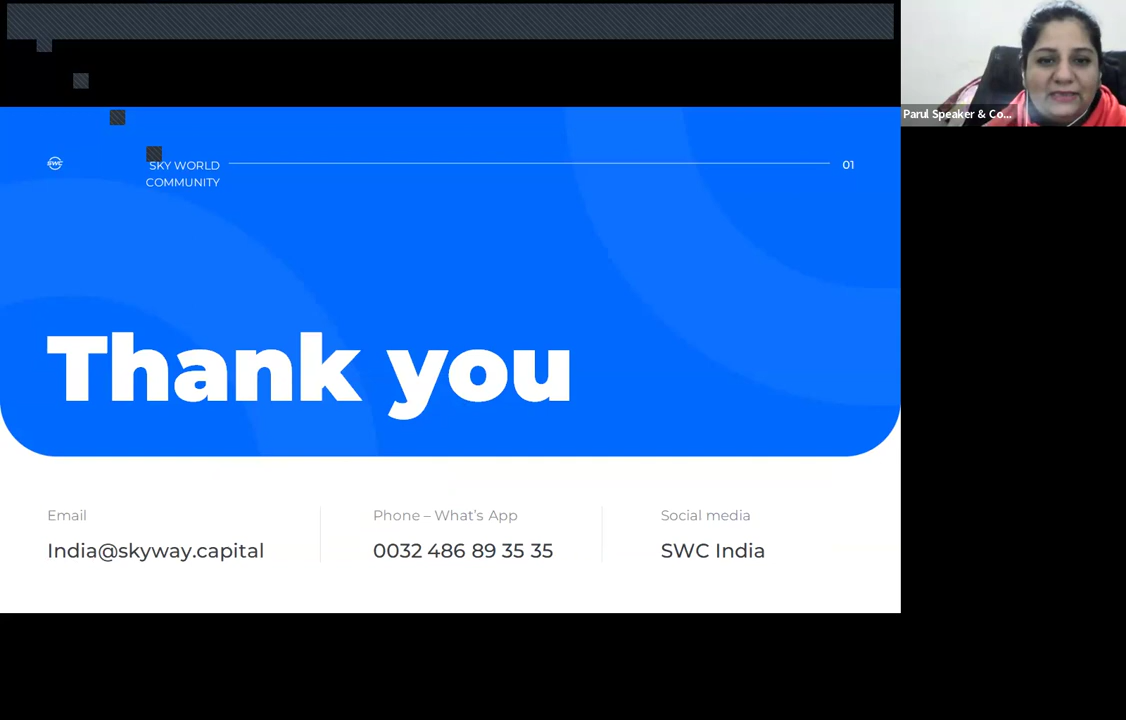 Parul Speaker & Co...
SWC
SKY WORLD
COMMUNITY
01
Thank you
Email
Phone – What's App
Social media
India@skyway.capital
0032 486 89 35 35
SWC India